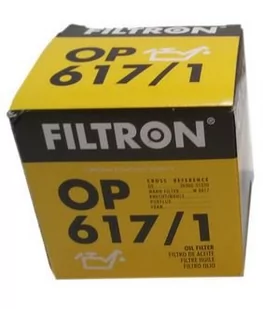 OP
617/1
FILTRON®
OP
617/1
CROSS REFERENCE
OIL FILTER
FILTRO DE ACEITE
FILTRE HUILE
FILTRO OLIO